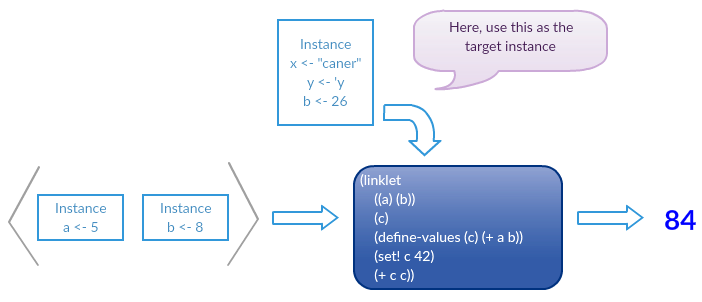 Instance
x <- "caner"
y <- 'y
b <- 26
Here, use this as the
target instance
Instance
a <- 5
Instance
b <- 8
(linklet
((a) (b))
(c)
(define-values (c) (+ a b))
(set! c 42)
(+ c c))
84